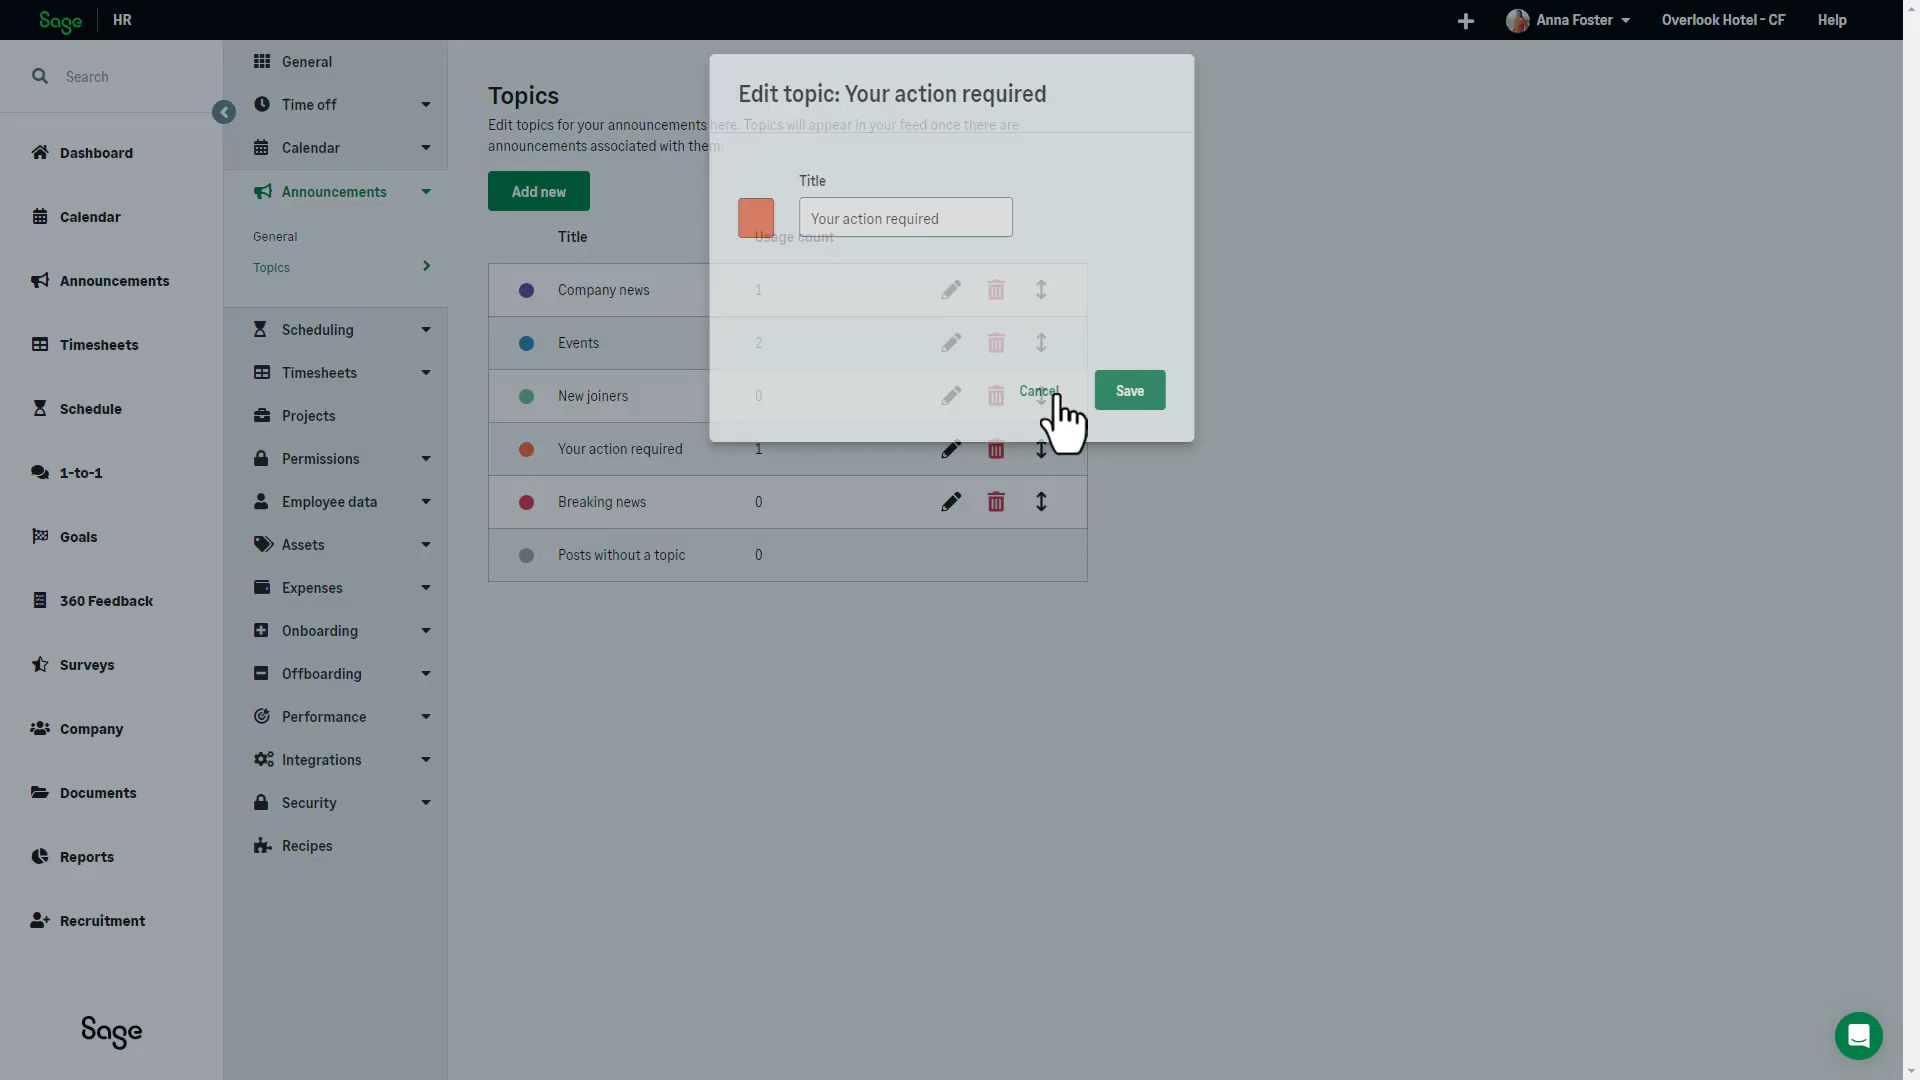 Sage HR
Anna Foster
Overlook Hotel - CF
Help
Search
Dashboard
Calendar
Announcements
Timesheets
Schedule
1-to-1
Goals
360 Feedback
Surveys
Company
Documents
Reports
Recruitment
Sage
General
Time off
Calendar
Announcements
General
Topics
Scheduling
Timesheets
Projects
Permissions
Employee data
Assets
Expenses
Onboarding
Offboarding
Performance
Integrations
Security
Recipes
Topics
Edit topics for your announcements here. Topics will appear in your feed once there are
announcements associated with them.
Add new
Title Usage count
Company news 1
Events 2
New joiners 0
Your action required 1
Breaking news 0
Posts without a topic 0
Edit topic: Your action required
Title
Your action required
Cancel
Save